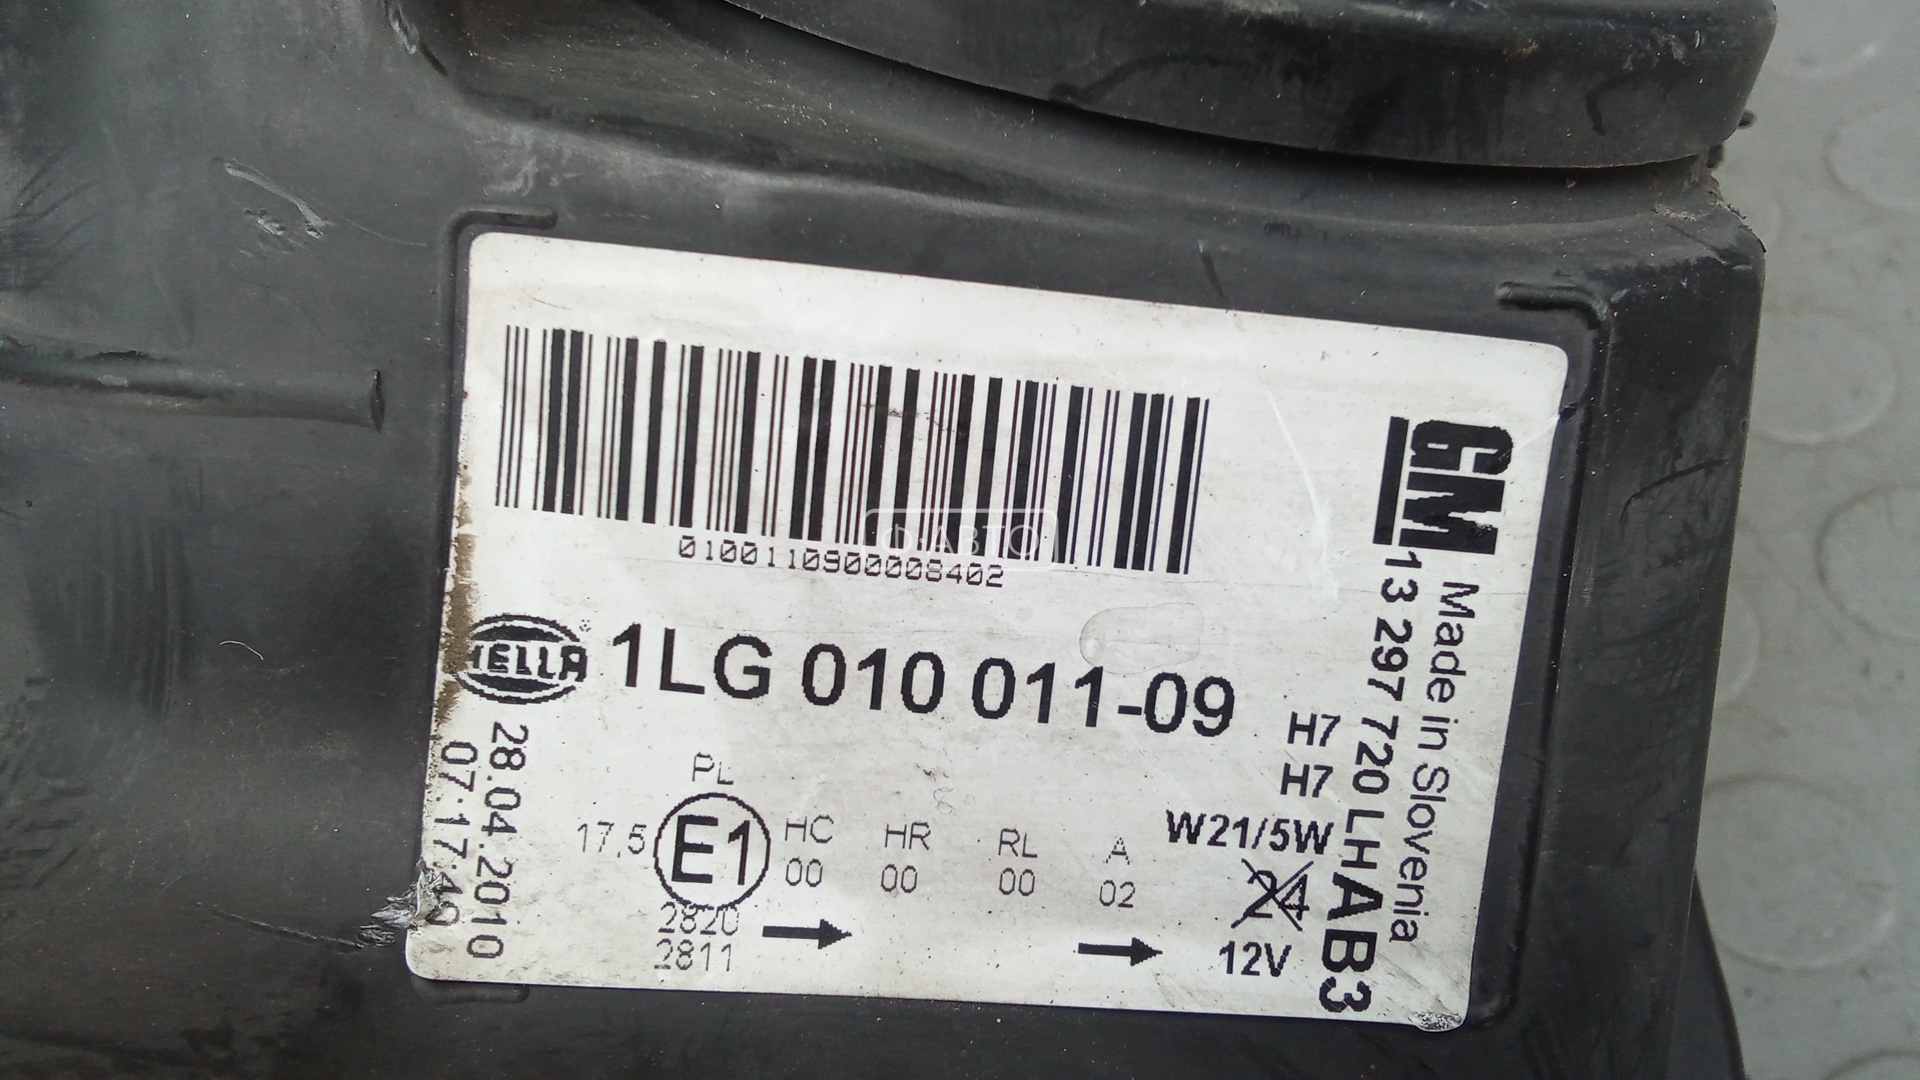 0100110900008402
Ф-АВТО
HELLA
1LG 010 011-09
28.04.2010
07:17:49
PL
17,5 E1
HC HR RL A
00 00 00 02
2820
2811
H7
H7
W21/5W
24
12V
GM
13 297 720 LHAB3
Made in Slovenia